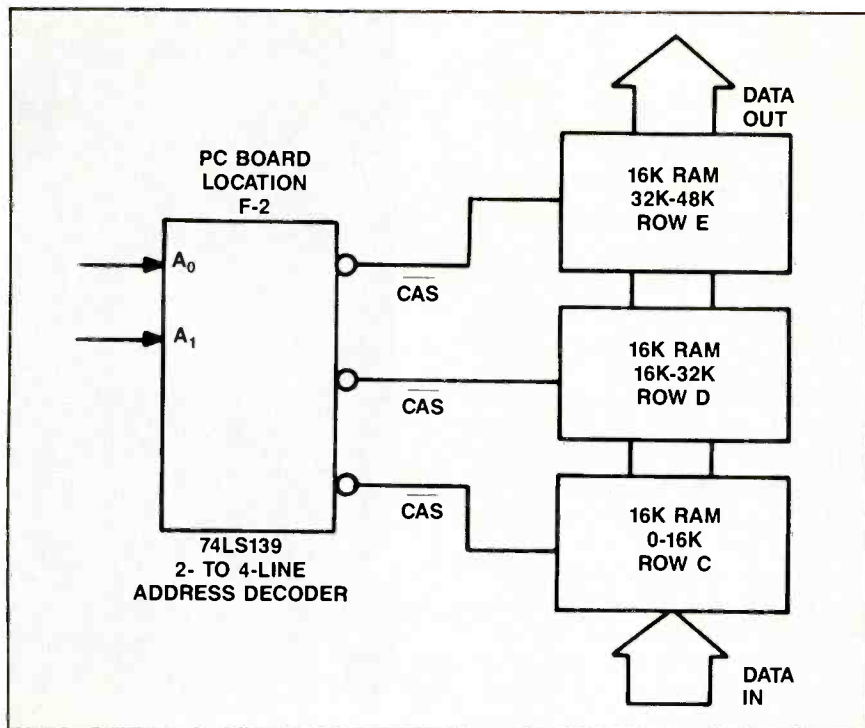 PC BOARD
LOCATION
F-2
A₀
A₁
CAS
CAS
CAS
74LS139
2- TO 4-LINE
ADDRESS DECODER
DATA
OUT
16K RAM
32K-48K
ROW E
16K RAM
16K-32K
ROW D
16K RAM
0-16K
ROW C
DATA
IN